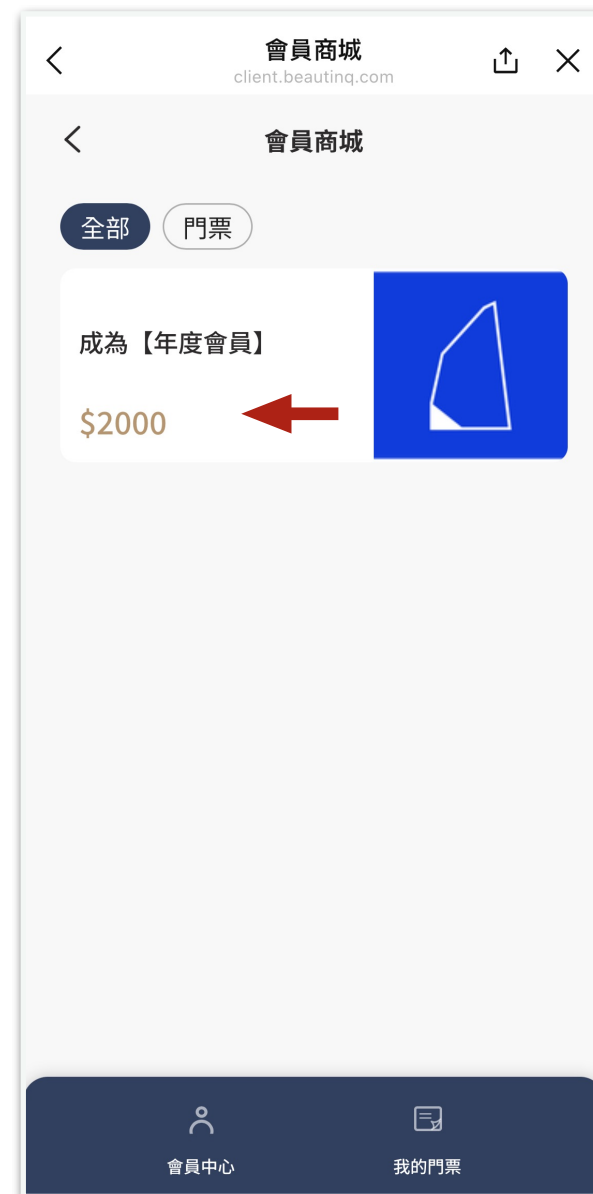 會員商城
client.beautinq.com
會員商城
全部
門票
成為【年度會員】
$2000
會員中心
我的門票